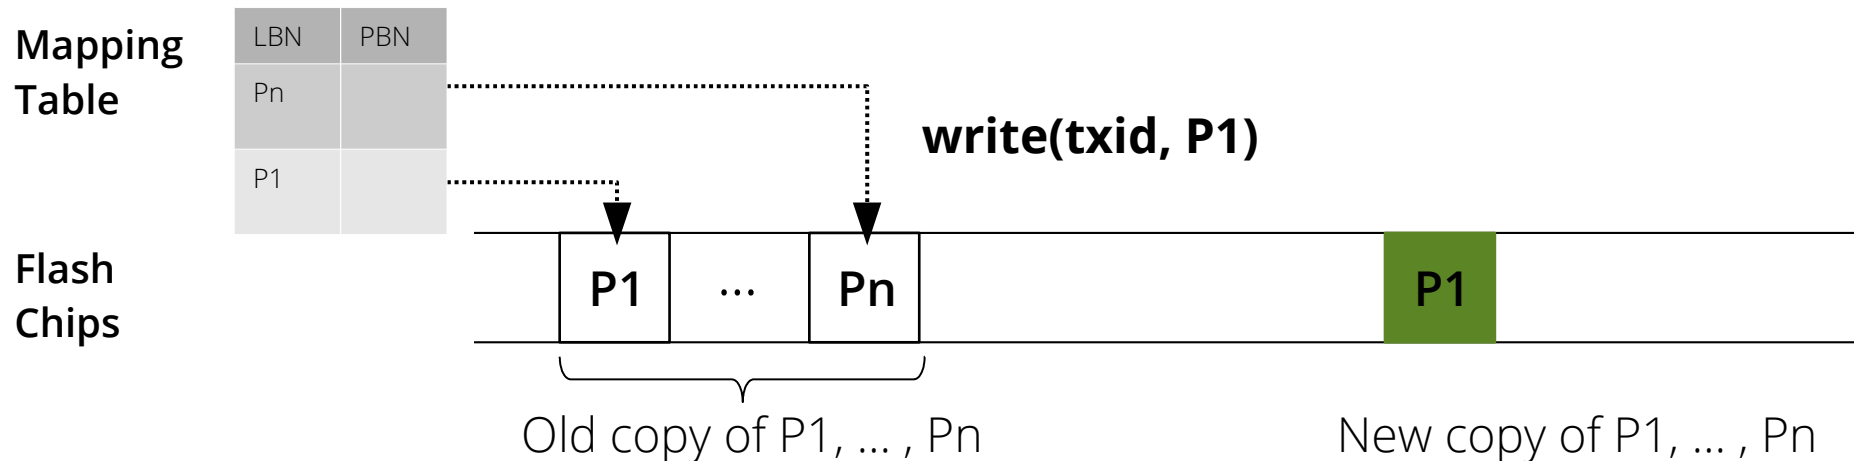 Mapping
Table
LBN PBN
Pn
P1
write(txid, P1)
Flash
Chips
P1 ... Pn
P1
Old copy of P1, ... , Pn
New copy of P1, ... , Pn